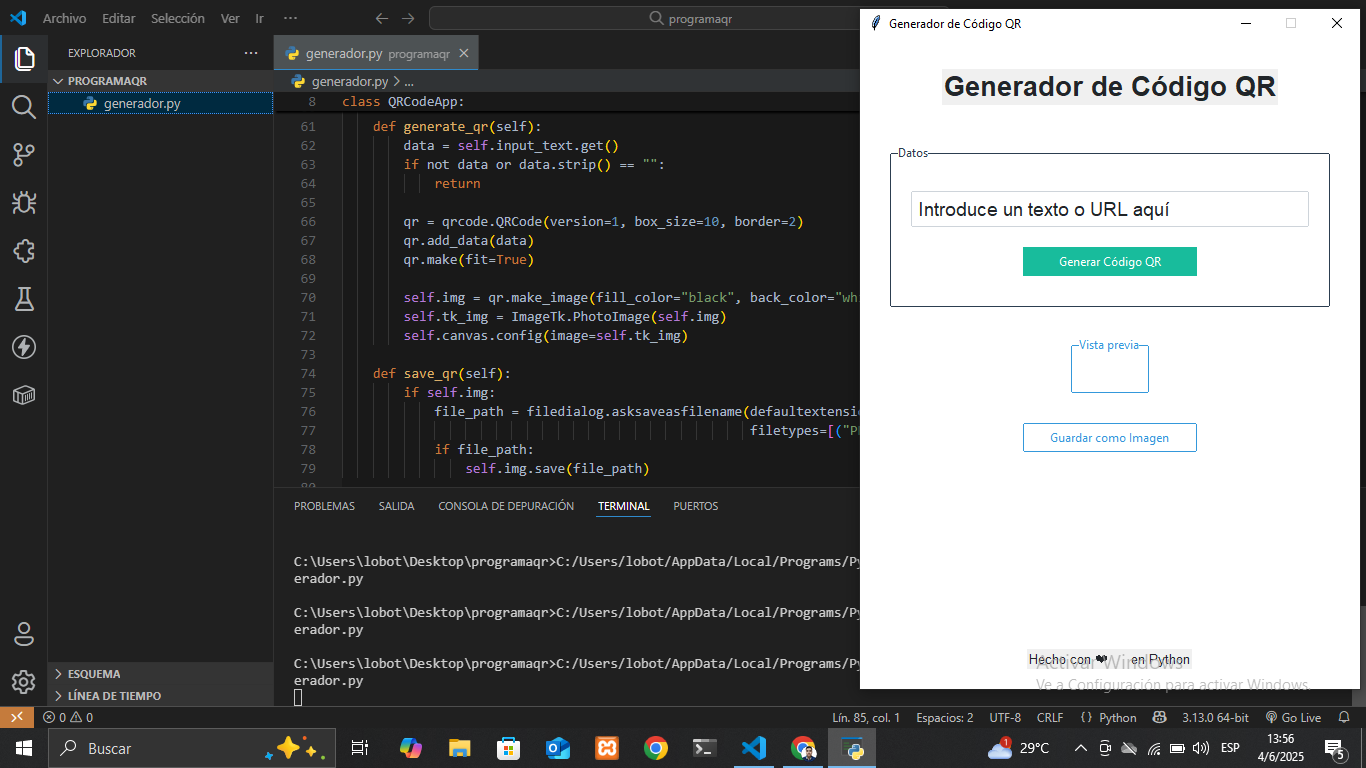 Archivo Editar Selección Ver Ir ··· programaqr
EXPLORADOR ···
PROGRAMAQR
generador.py
ESQUEMA
LÍNEA DE TIEMPO
generador.py programaqr
generador.py > ...
8 class QRCodeApp:
61 def generate_qr(self):
62 data = self.input_text.get()
63 if not data or data.strip() == "":
64 return
65
66 qr = qrcode.QRCode(version=1, box_size=10, border=2)
67 qr.add_data(data)
68 qr.make(fit=True)
69
70 self.img = qr.make_image(fill_color="black", back_color="wh
71 self.tk_img = ImageTk.PhotoImage(self.img)
72 self.canvas.config(image=self.tk_img)
73
74 def save_qr(self):
75 if self.img:
76 file_path = filedialog.asksaveasfilename(defaultextensio
77 filetypes=[("P
78 if file_path:
79 self.img.save(file_path)
80
PROBLEMAS SALIDA CONSOLA DE DEPURACIÓN TERMINAL PUERTOS
C:\Users\lobot\Desktop\programaqr>C:/Users/lobot/AppData/Local/Programs/Py
erador.py
C:\Users\lobot\Desktop\programaqr>C:/Users/lobot/AppData/Local/Programs/Py
erador.py
C:\Users\lobot\Desktop\programaqr>C:/Users/lobot/AppData/Local/Programs/Py
erador.py
Generador de Código QR
Generador de Código QR
Datos
Introduce un texto o URL aquí
Generar Código QR
Vista previa
Guardar como Imagen
Hecho con ❤ en Python
Activar Windows
Ve a Configuración para activar Windows.
0 0 Lín. 85, col. 1 Espacios: 2 UTF-8 CRLF {} Python 3.13.0 64-bit Go Live
Buscar 1 29°C ESP 13:56
4/6/2025 5